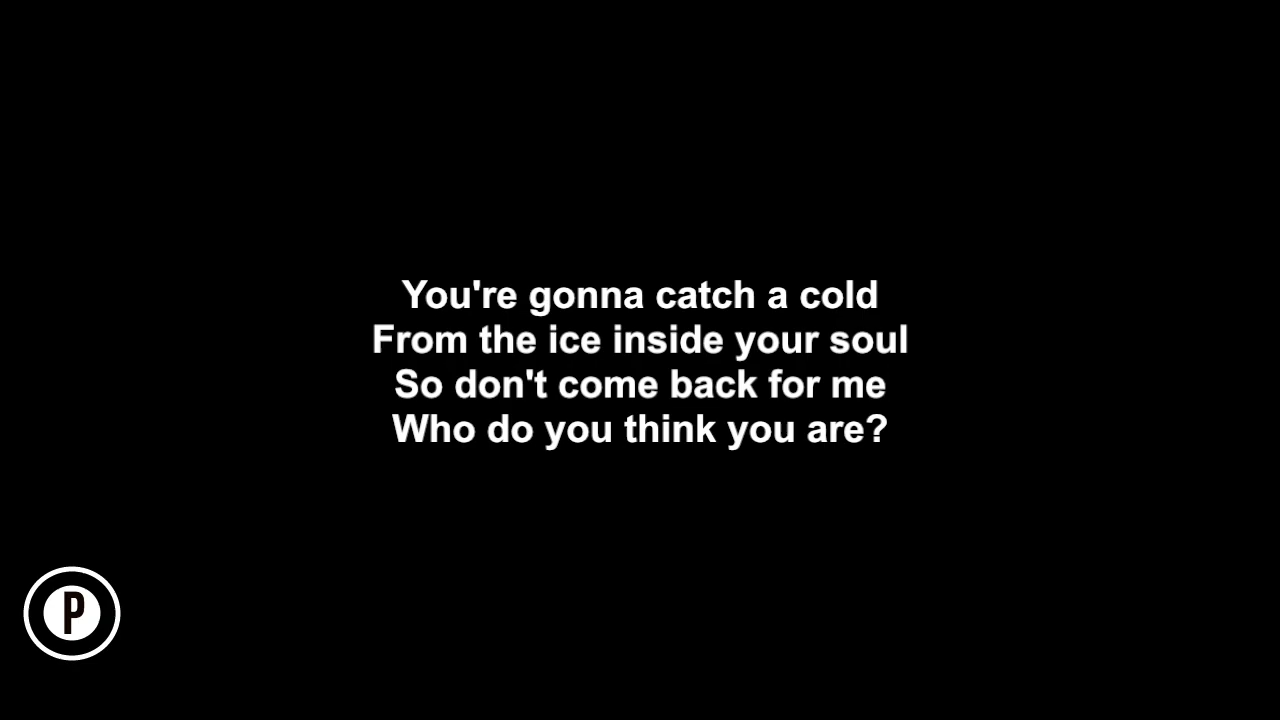 You're gonna catch a cold
From the ice inside your soul
So don't come back for me
Who do you think you are?
P